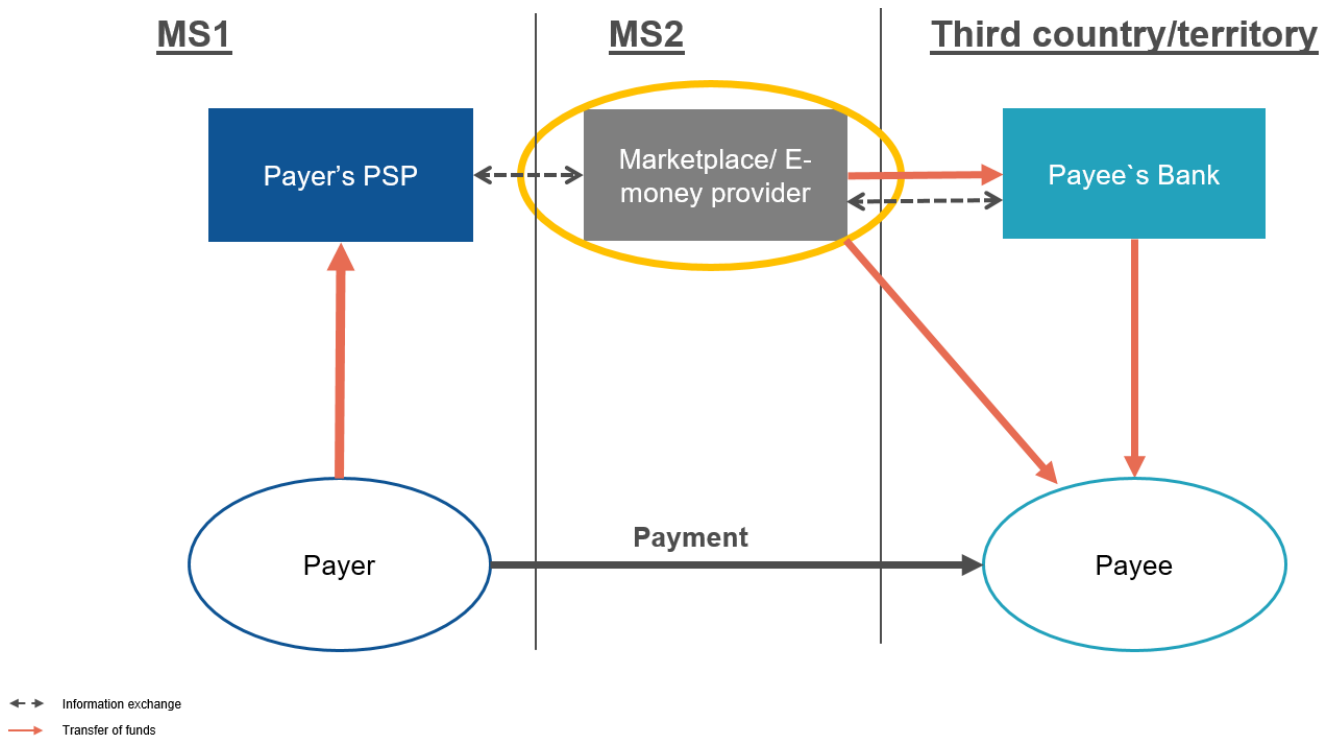 MS1
MS2
Third country/territory
Payer’s PSP
Marketplace/ E-
money provider
Payee`s Bank
Payment
Payer
Payee
Information exchange
Transfer of funds